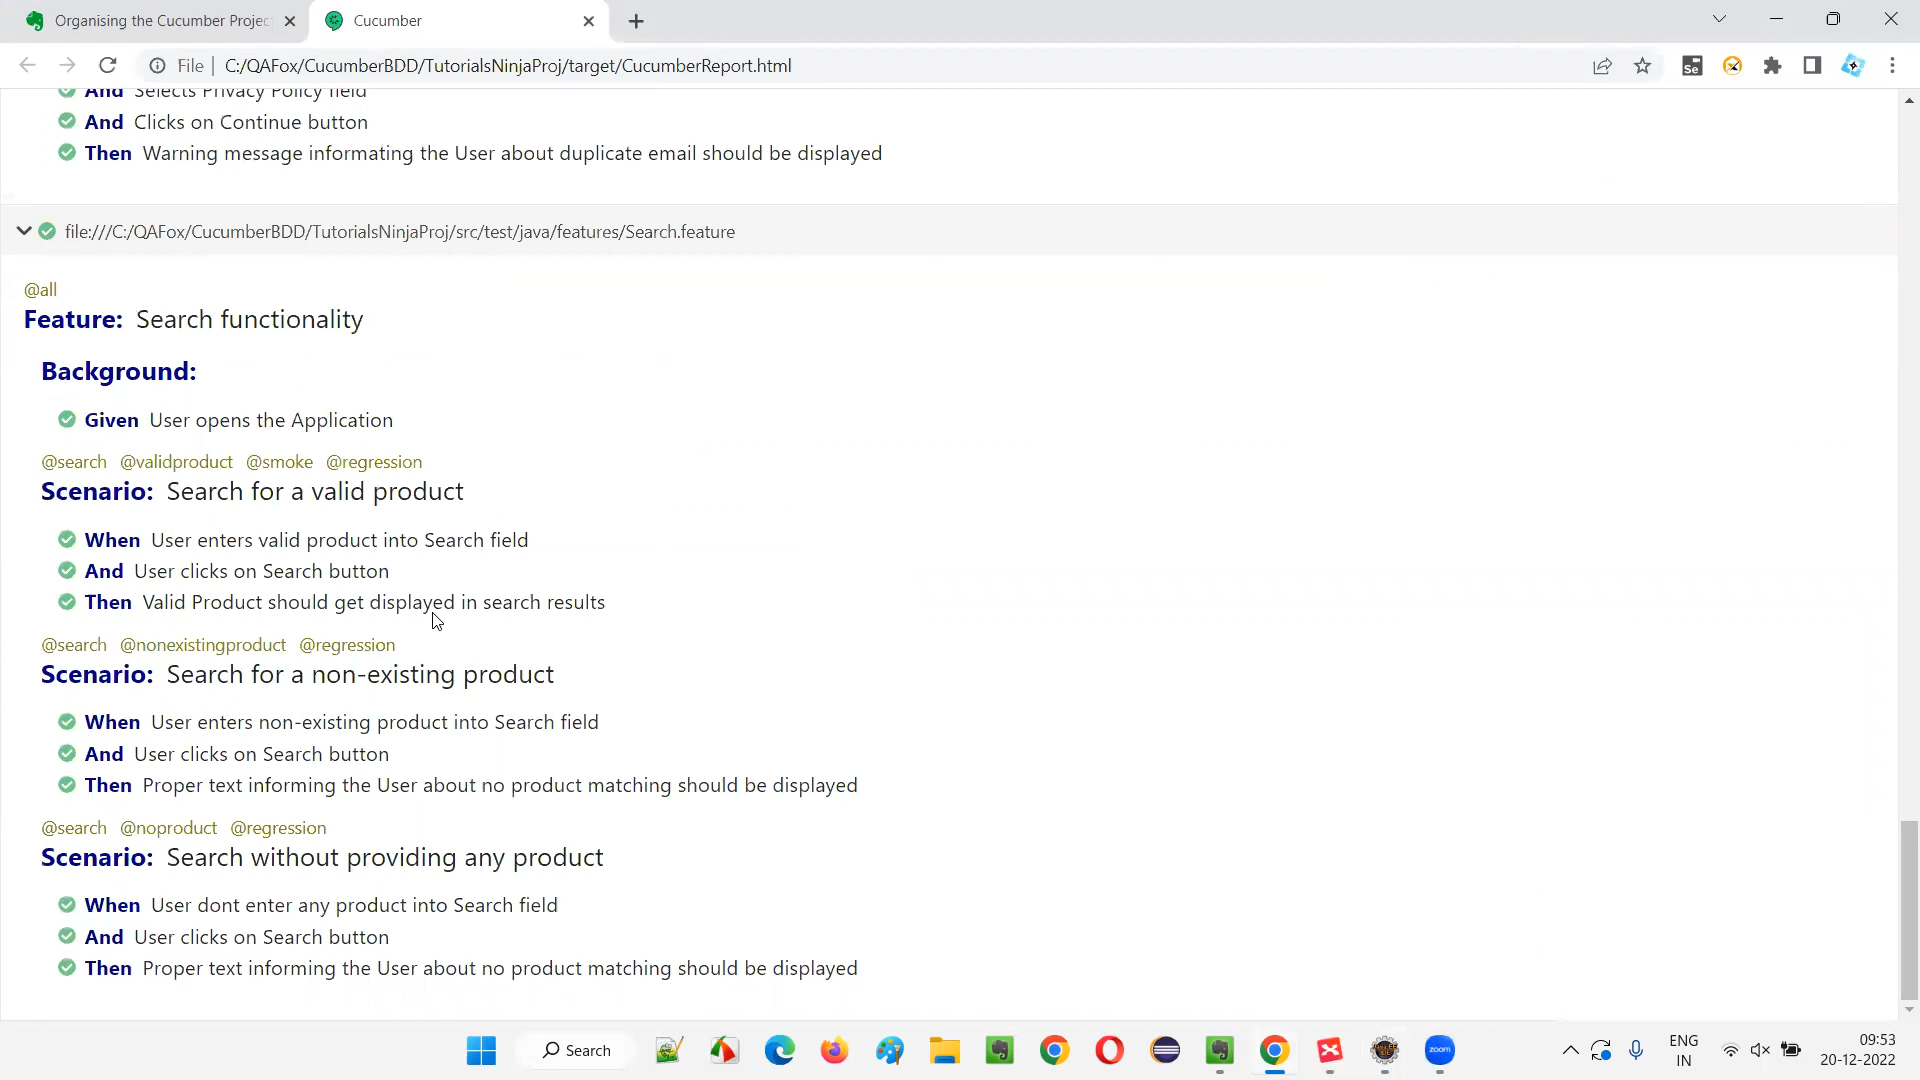 Organising the Cucumber Projec
Cucumber
File
C:/QAFox/CucumberBDD/TutorialsNinjaProj/target/CucumberReport.html
And Selects Privacy Policy field
And Clicks on Continue button
Then Warning message informating the User about duplicate email should be displayed
file:///C:/QAFox/CucumberBDD/TutorialsNinjaProj/src/test/java/features/Search.feature
@all
Feature: Search functionality
Background:
Given User opens the Application
@search @validproduct @smoke @regression
Scenario: Search for a valid product
When User enters valid product into Search field
And User clicks on Search button
Then Valid Product should get displayed in search results
@search @nonexistingproduct @regression
Scenario: Search for a non-existing product
When User enters non-existing product into Search field
And User clicks on Search button
Then Proper text informing the User about no product matching should be displayed
@search @noproduct @regression
Scenario: Search without providing any product
When User dont enter any product into Search field
And User clicks on Search button
Then Proper text informing the User about no product matching should be displayed
Search
zoom
ENG
IN
09:53
20-12-2022
Se